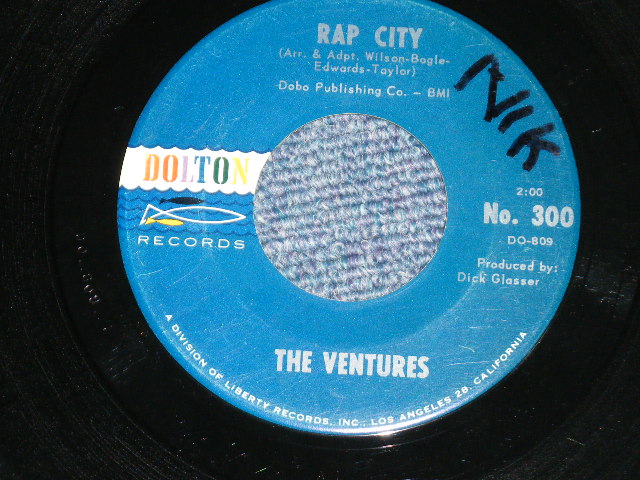 RAP CITY
(Arr. & Adpt. Wilson-Bogle-
Edwards-Taylor)
Dobo Publishing Co. - BMI
NIK
DOLTON
RECORDS
2:00
No. 300
DO-809
Produced by:
Dick Glasser
THE VENTURES
A DIVISION OF LIBERTY RECORDS, INC., LOS ANGELES 28, CALIFORNIA